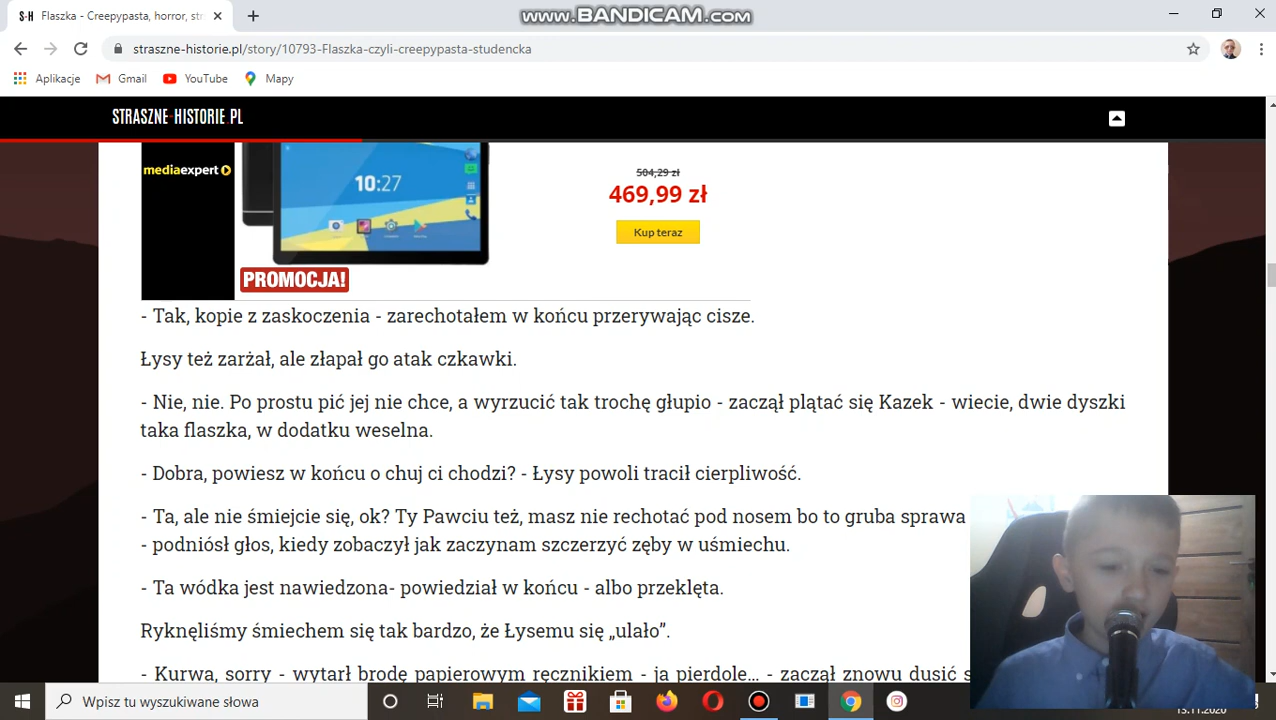 Flaszka - Creepypasta, horror, str
www.BANDICAM.com
straszne-historie.pl/story/10793-Flaszka-czyli-creepypasta-studencka
Aplikacje Gmail YouTube Mapy
STRASZNE-HISTORIE.PL
mediaexpert
10:27
504,29 zł
469,99 zł
Kup teraz
PROMOCJA!
- Tak, kopie z zaskoczenia - zarechotałem w końcu przerywając cisze.
Łysy też zarżał, ale złapał go atak czkawki.
- Nie, nie. Po prostu pić jej nie chce, a wyrzucić tak trochę głupio - zaczął plątać się Kazek - wiecie, dwie dyszki
taka flaszka, w dodatku weselna.
- Dobra, powiesz w końcu o chuj ci chodzi? - Łysy powoli tracił cierpliwość.
- Ta, ale nie śmiejcie się, ok? Ty Pawciu też, masz nie rechotać pod nosem bo to gruba sprawa
- podniósł głos, kiedy zobaczył jak zaczynam szczerzyć zęby w uśmiechu.
- Ta wódka jest nawiedzona- powiedział w końcu - albo przeklęta.
Ryknęliśmy śmiechem się tak bardzo, że Łysemu się „ulało”.
- Kurwa, sorry - wytarł brodę papierowym ręcznikiem - ja pierdole... - zaczął znowu dusić s
Wpisz tu wyszukiwane słowa
13.11.2020